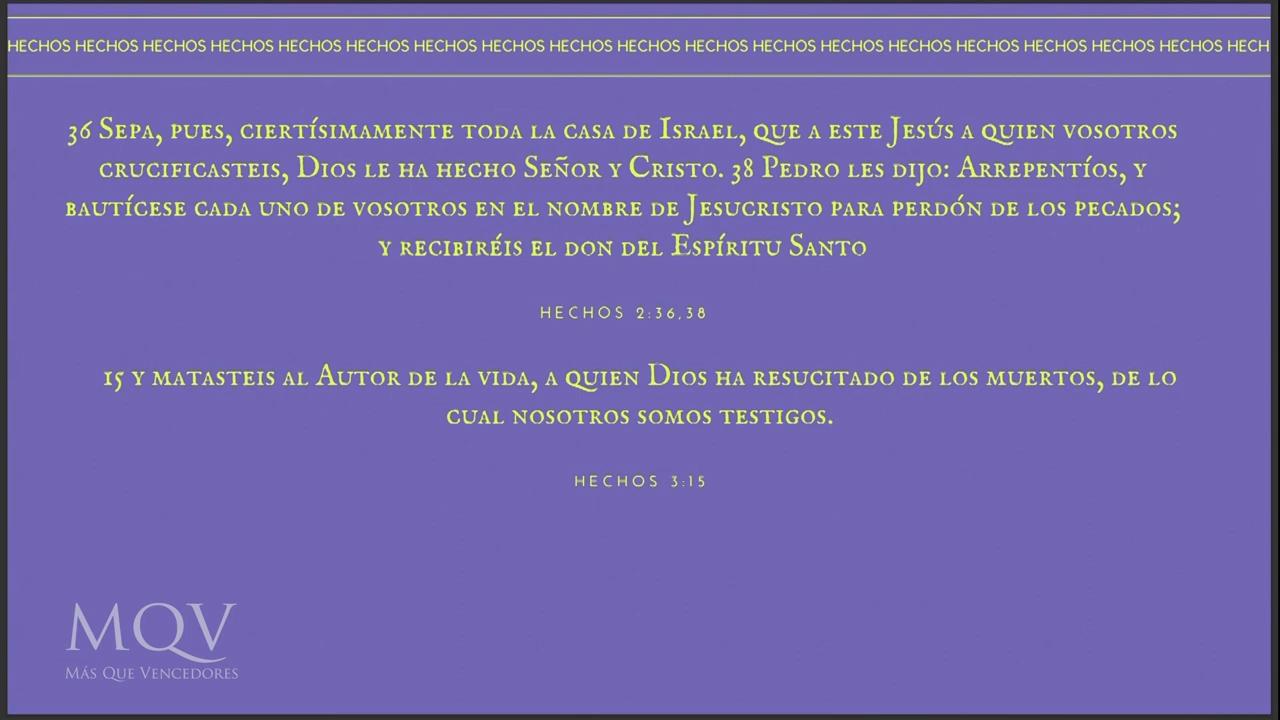 HECHOS HECHOS HECHOS HECHOS HECHOS HECHOS HECHOS HECHOS HECHOS HECHOS HECHOS HECHOS HECHOS HECHOS HECHOS HECHOS HECHOS HECHOS HECH
36 Sepa, pues, ciertísimamente toda la casa de Israel, que a este Jesús a quien vosotros
crucificasteis, Dios le ha hecho Señor y Cristo. 38 Pedro les dijo: Arrepentíos, y
bautícese cada uno de vosotros en el nombre de Jesucristo para perdón de los pecados;
y recibiréis el don del Espíritu Santo
HECHOS 2:36,38
15 y matasteis al Autor de la vida, a quien Dios ha resucitado de los muertos, de lo
cual nosotros somos testigos.
HECHOS 3:15
MQV
Más Que Vencedores